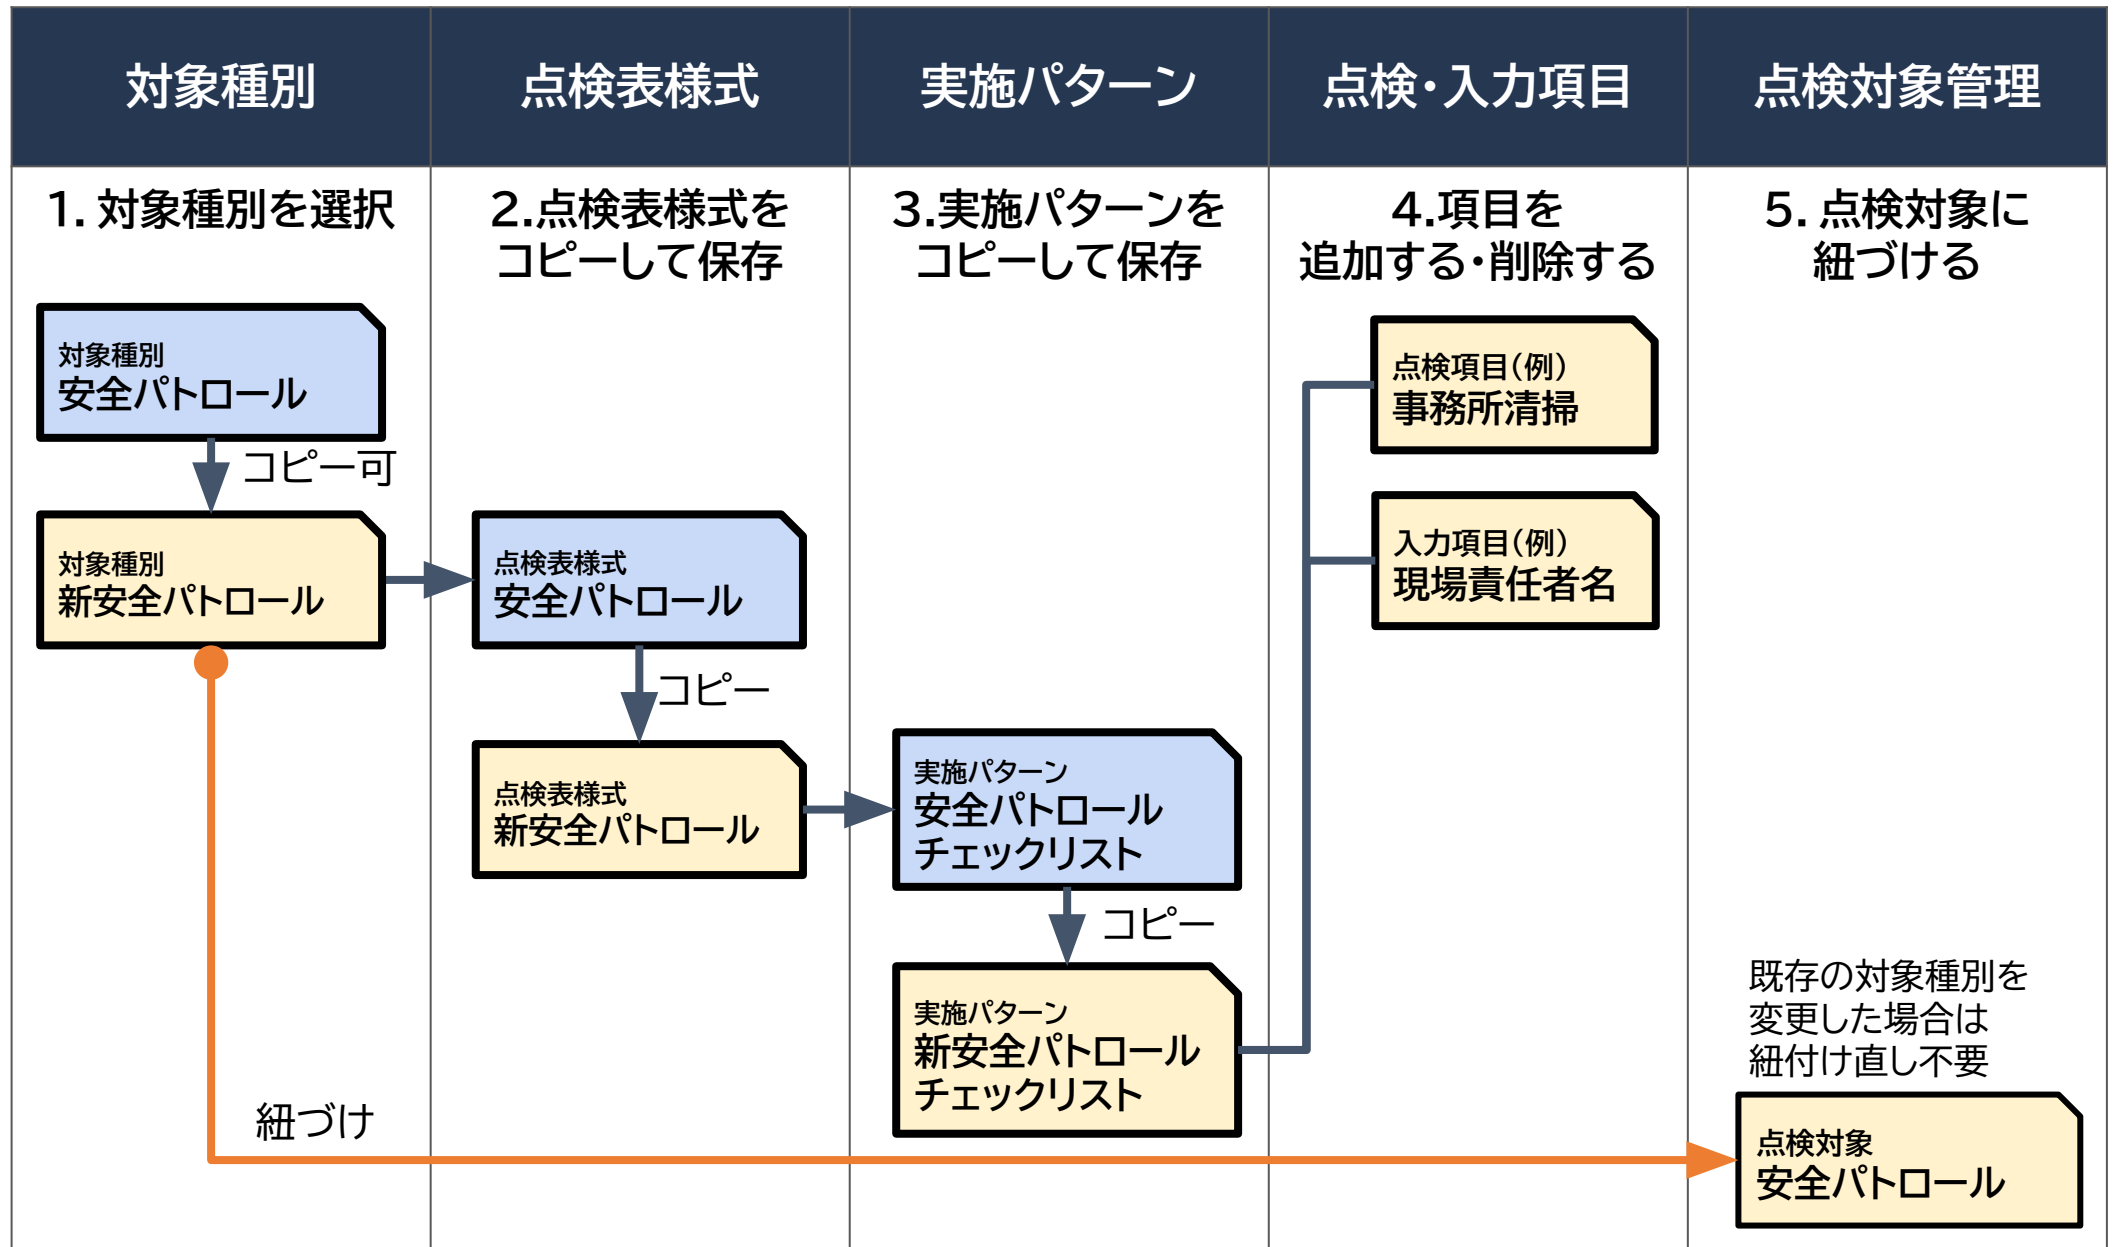 対象種別
点検表様式
実施パターン
点検・入力項目
点検対象管理
1. 対象種別を選択
2.点検表様式を
コピーして保存
3.実施パターンを
コピーして保存
4.項目を
追加する・削除する
5. 点検対象に
紐づける
対象種別
安全パトロール
コピー可
対象種別
新安全パトロール
点検表様式
安全パトロール
コピー
点検表様式
新安全パトロール
実施パターン
安全パトロール
チェックリスト
コピー
実施パターン
新安全パトロール
チェックリスト
点検項目（例）
事務所清掃
入力項目（例）
現場責任者名
既存の対象種別を
変更した場合は
紐付け直し不要
紐づけ
点検対象
安全パトロール